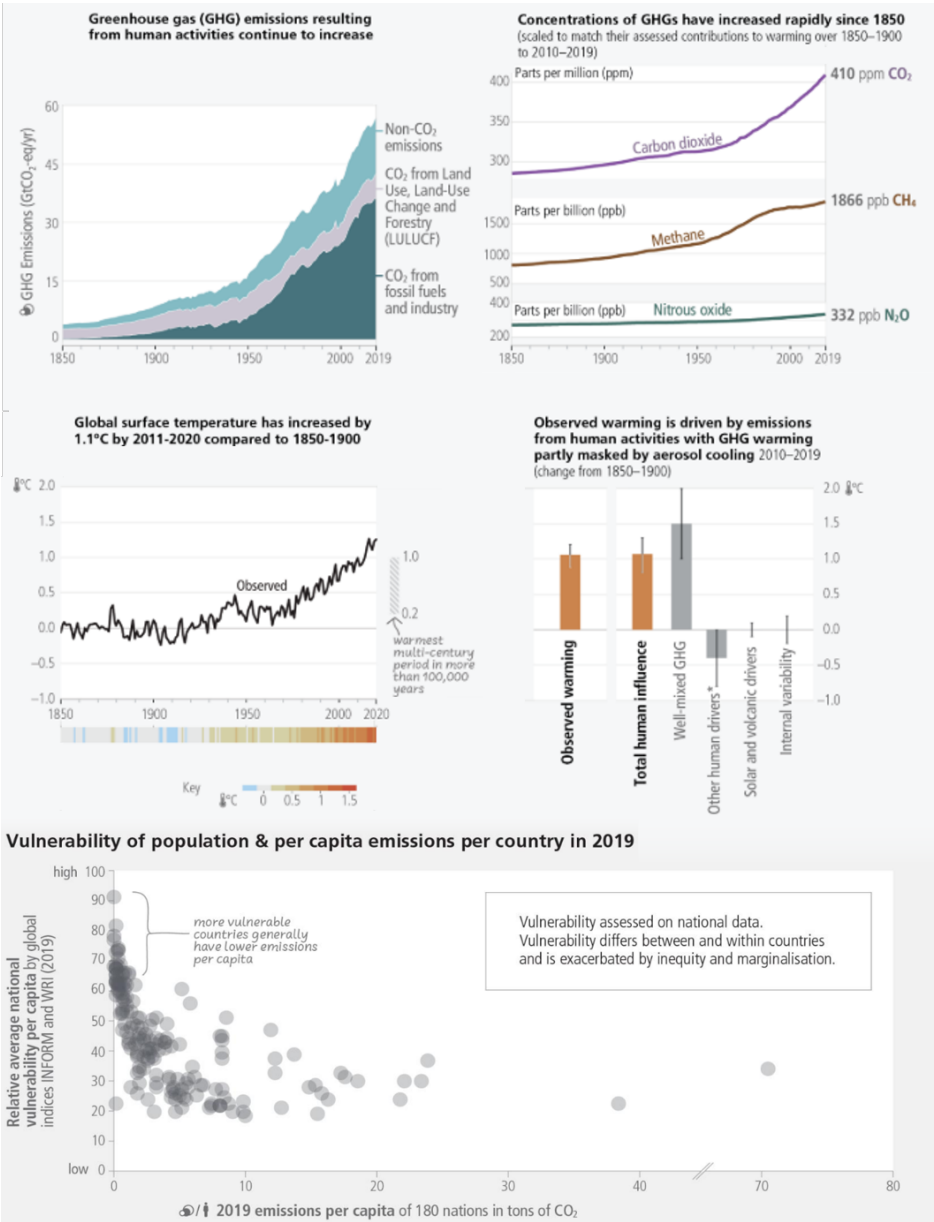 Greenhouse gas (GHG) emissions resulting
from human activities continue to increase
GHG Emissions (GtCO₂-eq/yr)
60
45
30
15
0
1850
1900
1950
2000
2019
Non-CO₂
emissions
CO₂ from Land
Use, Land-Use
Change and
Forestry
(LULUCF)
CO₂ from
fossil fuels
and industry
Concentrations of GHGs have increased rapidly since 1850
(scaled to match their assessed contributions to warming over 1850–1900
to 2010–2019)
Parts per million (ppm)
400
350
300
Carbon dioxide
410 ppm CO₂
Parts per billion (ppb)
1500
1000
500
Methane
1866 ppb CH₄
Parts per billion (ppb)
400
200
Nitrous oxide
332 ppb N₂O
1850
1900
1950
2000
2019
Global surface temperature has increased by
1.1°C by 2011-2020 compared to 1850-1900
°C
2.0
1.5
1.0
0.5
0.0
–0.5
–1.0
Observed
1.0
0.2
warmest
multi-century
period in more
than 100,000
years
1850
1900
1950
2000
2020
Key
°C
0
0.5
1
1.5
Observed warming is driven by emissions
from human activities with GHG warming
partly masked by aerosol cooling 2010–2019
(change from 1850–1900)
2.0 °C
1.5
1.0
0.5
0.0
–0.5
–1.0
Observed warming
Total human influence
Well-mixed GHG
Other human drivers*
Solar and volcanic drivers
Internal variability
Vulnerability of population & per capita emissions per country in 2019
Relative average national
vulnerability per capita by global
indices INFORM and WRI (2019)
high 100
90
80
70
60
50
40
30
20
10
low 0
more vulnerable
countries generally
have lower emissions
per capita
Vulnerability assessed on national data.
Vulnerability differs between and within countries
and is exacerbated by inequity and marginalisation.
0
10
20
30
40
70
80
/ 2019 emissions per capita of 180 nations in tons of CO₂